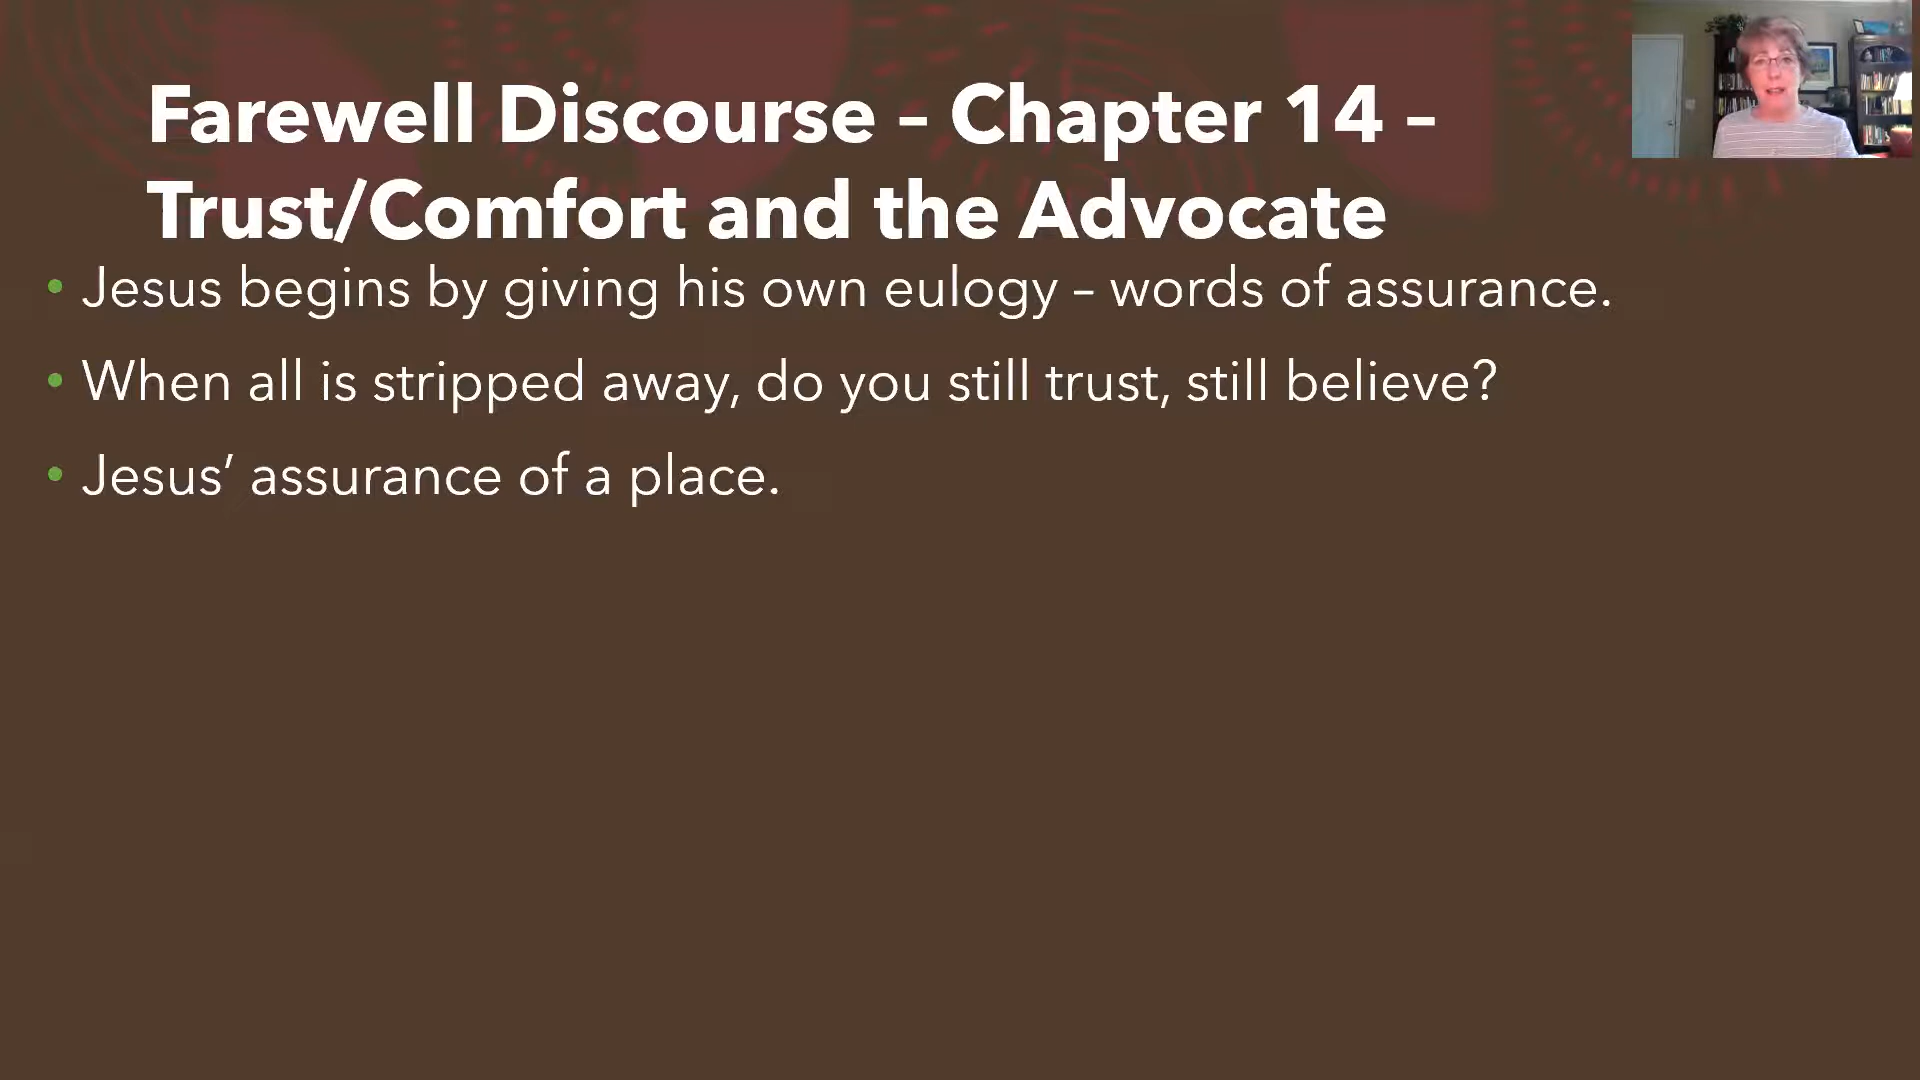 Farewell Discourse – Chapter 14 –
Trust/Comfort and the Advocate
• Jesus begins by giving his own eulogy – words of assurance.
• When all is stripped away, do you still trust, still believe?
• Jesus’ assurance of a place.